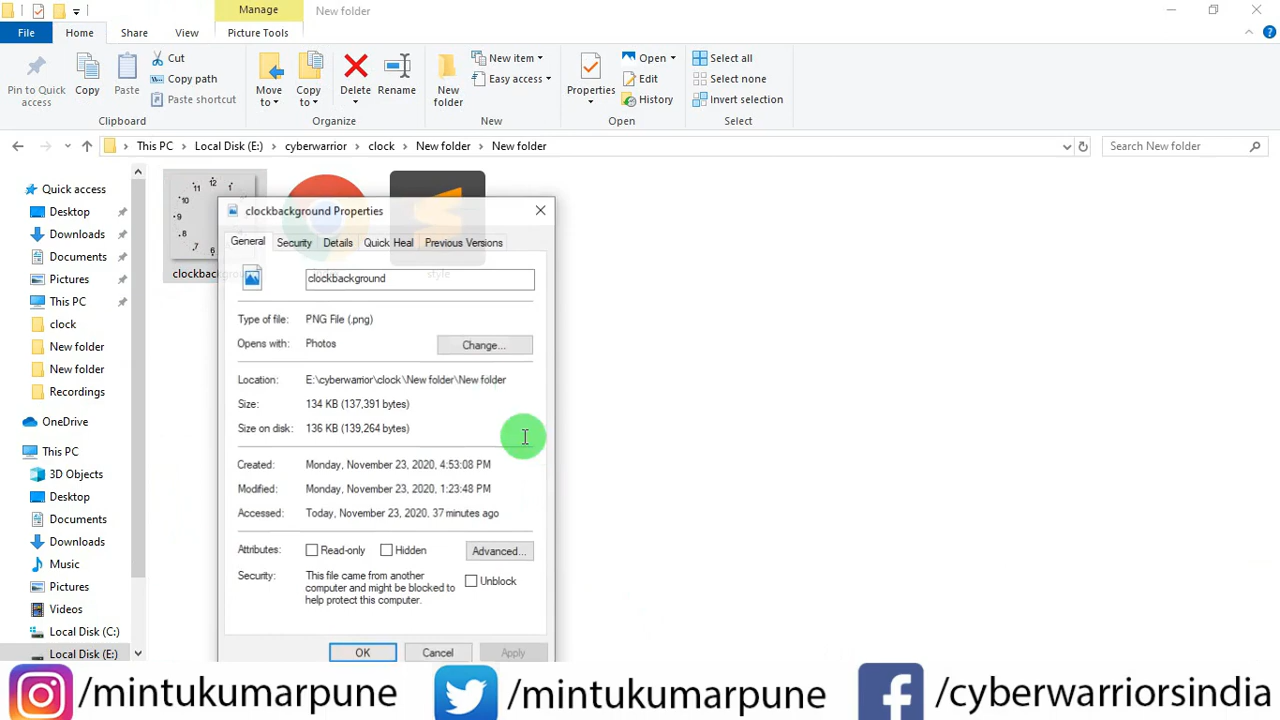 Manage
New folder
File
Home
Share
View
Picture Tools
Pin to Quick access
Copy
Paste
Cut
Copy path
Paste shortcut
Clipboard
Move to
Copy to
Delete
Rename
Organize
New folder
New item
Easy access
New
Properties
Open
Edit
History
Open
Select all
Select none
Invert selection
Select
This PC > Local Disk (E:) > cyberwarrior > clock > New folder > New folder
Search New folder
Quick access
Desktop
Downloads
Documents
Pictures
This PC
clock
New folder
New folder
Recordings
OneDrive
This PC
3D Objects
Desktop
Documents
Downloads
Music
Pictures
Videos
Local Disk (C:)
Local Disk (E:)
style
clockbackground Properties
General
Security
Details
Quick Heal
Previous Versions
clockbackground
Type of file: PNG File (.png)
Opens with: Photos
Change...
Location: E:\cyberwarrior\clock\New folder\New folder
Size: 134 KB (137,391 bytes)
Size on disk: 136 KB (139,264 bytes)
Created: Monday, November 23, 2020, 4:53:08 PM
Modified: Monday, November 23, 2020, 1:23:48 PM
Accessed: Today, November 23, 2020, 37 minutes ago
Attributes: Read-only Hidden
Advanced...
Security: This file came from another
computer and might be blocked to
help protect this computer.
Unblock
OK
Cancel
Apply
/mintukumarpune
/mintukumarpune
/cyberwarriorsindia